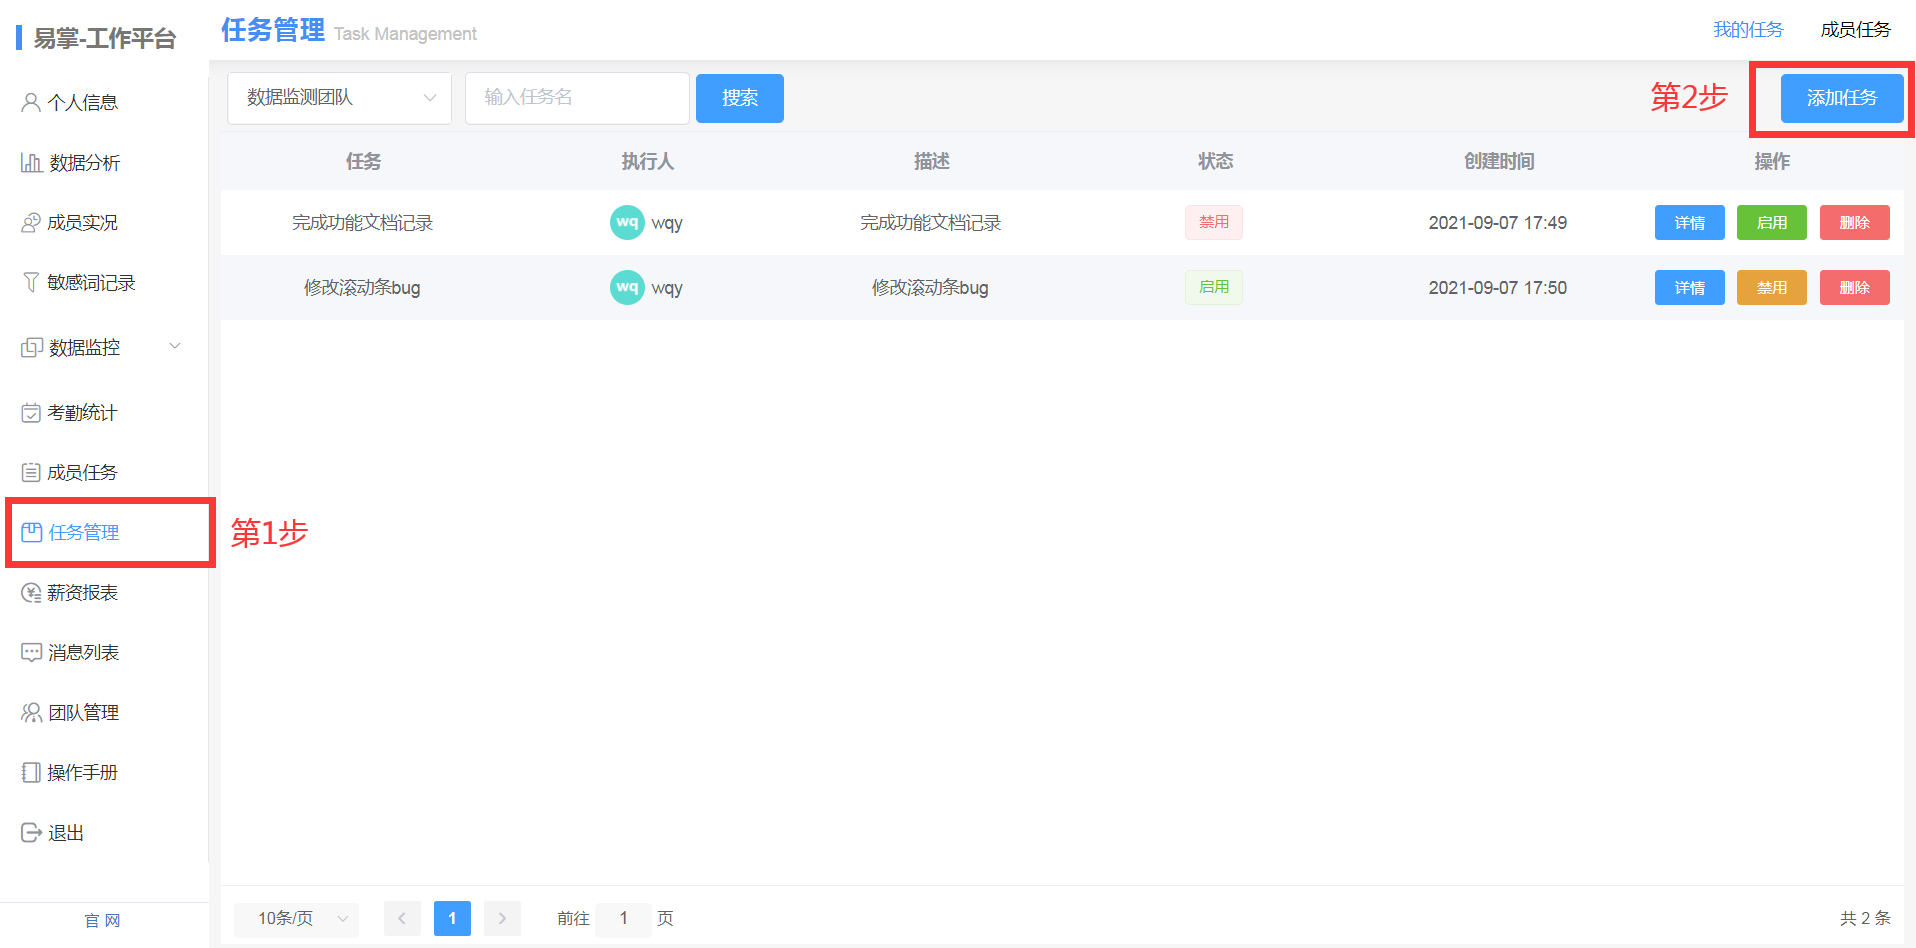 易掌-工作平台
任务管理 Task Management
我的任务 成员任务
个人信息
数据分析
成员实况
敏感词记录
数据监控
考勤统计
成员任务
任务管理
薪资报表
消息列表
团队管理
操作手册
退出
官网
第1步
数据监测团队 输入任务名 搜索 第2步 添加任务
任务 执行人 描述 状态 创建时间 操作
完成功能文档记录 wq wqy 完成功能文档记录 禁用 2021-09-07 17:49 详情 启用 删除
修改滚动条bug wq wqy 修改滚动条bug 启用 2021-09-07 17:50 详情 禁用 删除
10条/页 1 前往 1 页 共 2 条